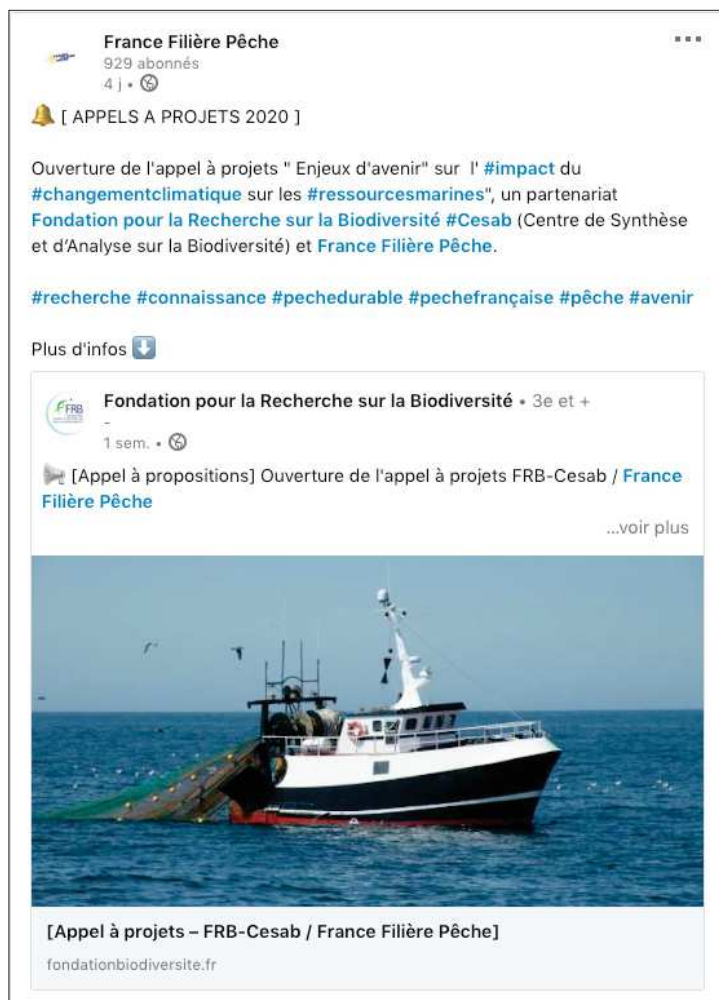 France Filière Pêche
929 abonnés
4 j •
[ APPELS A PROJETS 2020 ]
Ouverture de l'appel à projets " Enjeux d'avenir" sur l' #impact du
#changementclimatique sur les #ressourcesmarines", un partenariat
Fondation pour la Recherche sur la Biodiversité #Cesab (Centre de Synthèse
et d'Analyse sur la Biodiversité) et France Filière Pêche.
#recherche #connaissance #pechedurable #pechefrançaise #pêche #avenir
Plus d'infos
FRB
Fondation pour la Recherche sur la Biodiversité • 3e et +
-
1 sem. •
[Appel à propositions] Ouverture de l'appel à projets FRB-Cesab / France
Filière Pêche
...voir plus
[Appel à projets – FRB-Cesab / France Filière Pêche]
fondationbiodiversite.fr